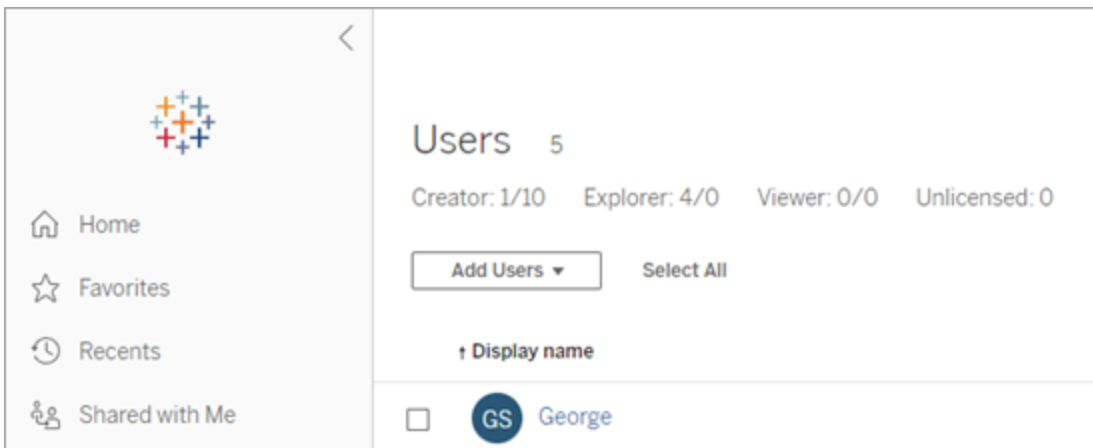 Users 5
Creator: 1/10 Explorer: 4/0 Viewer: 0/0 Unlicensed: 0
Home
Favorites
Recents
Shared with Me
Add Users Select All
Display name
GS George